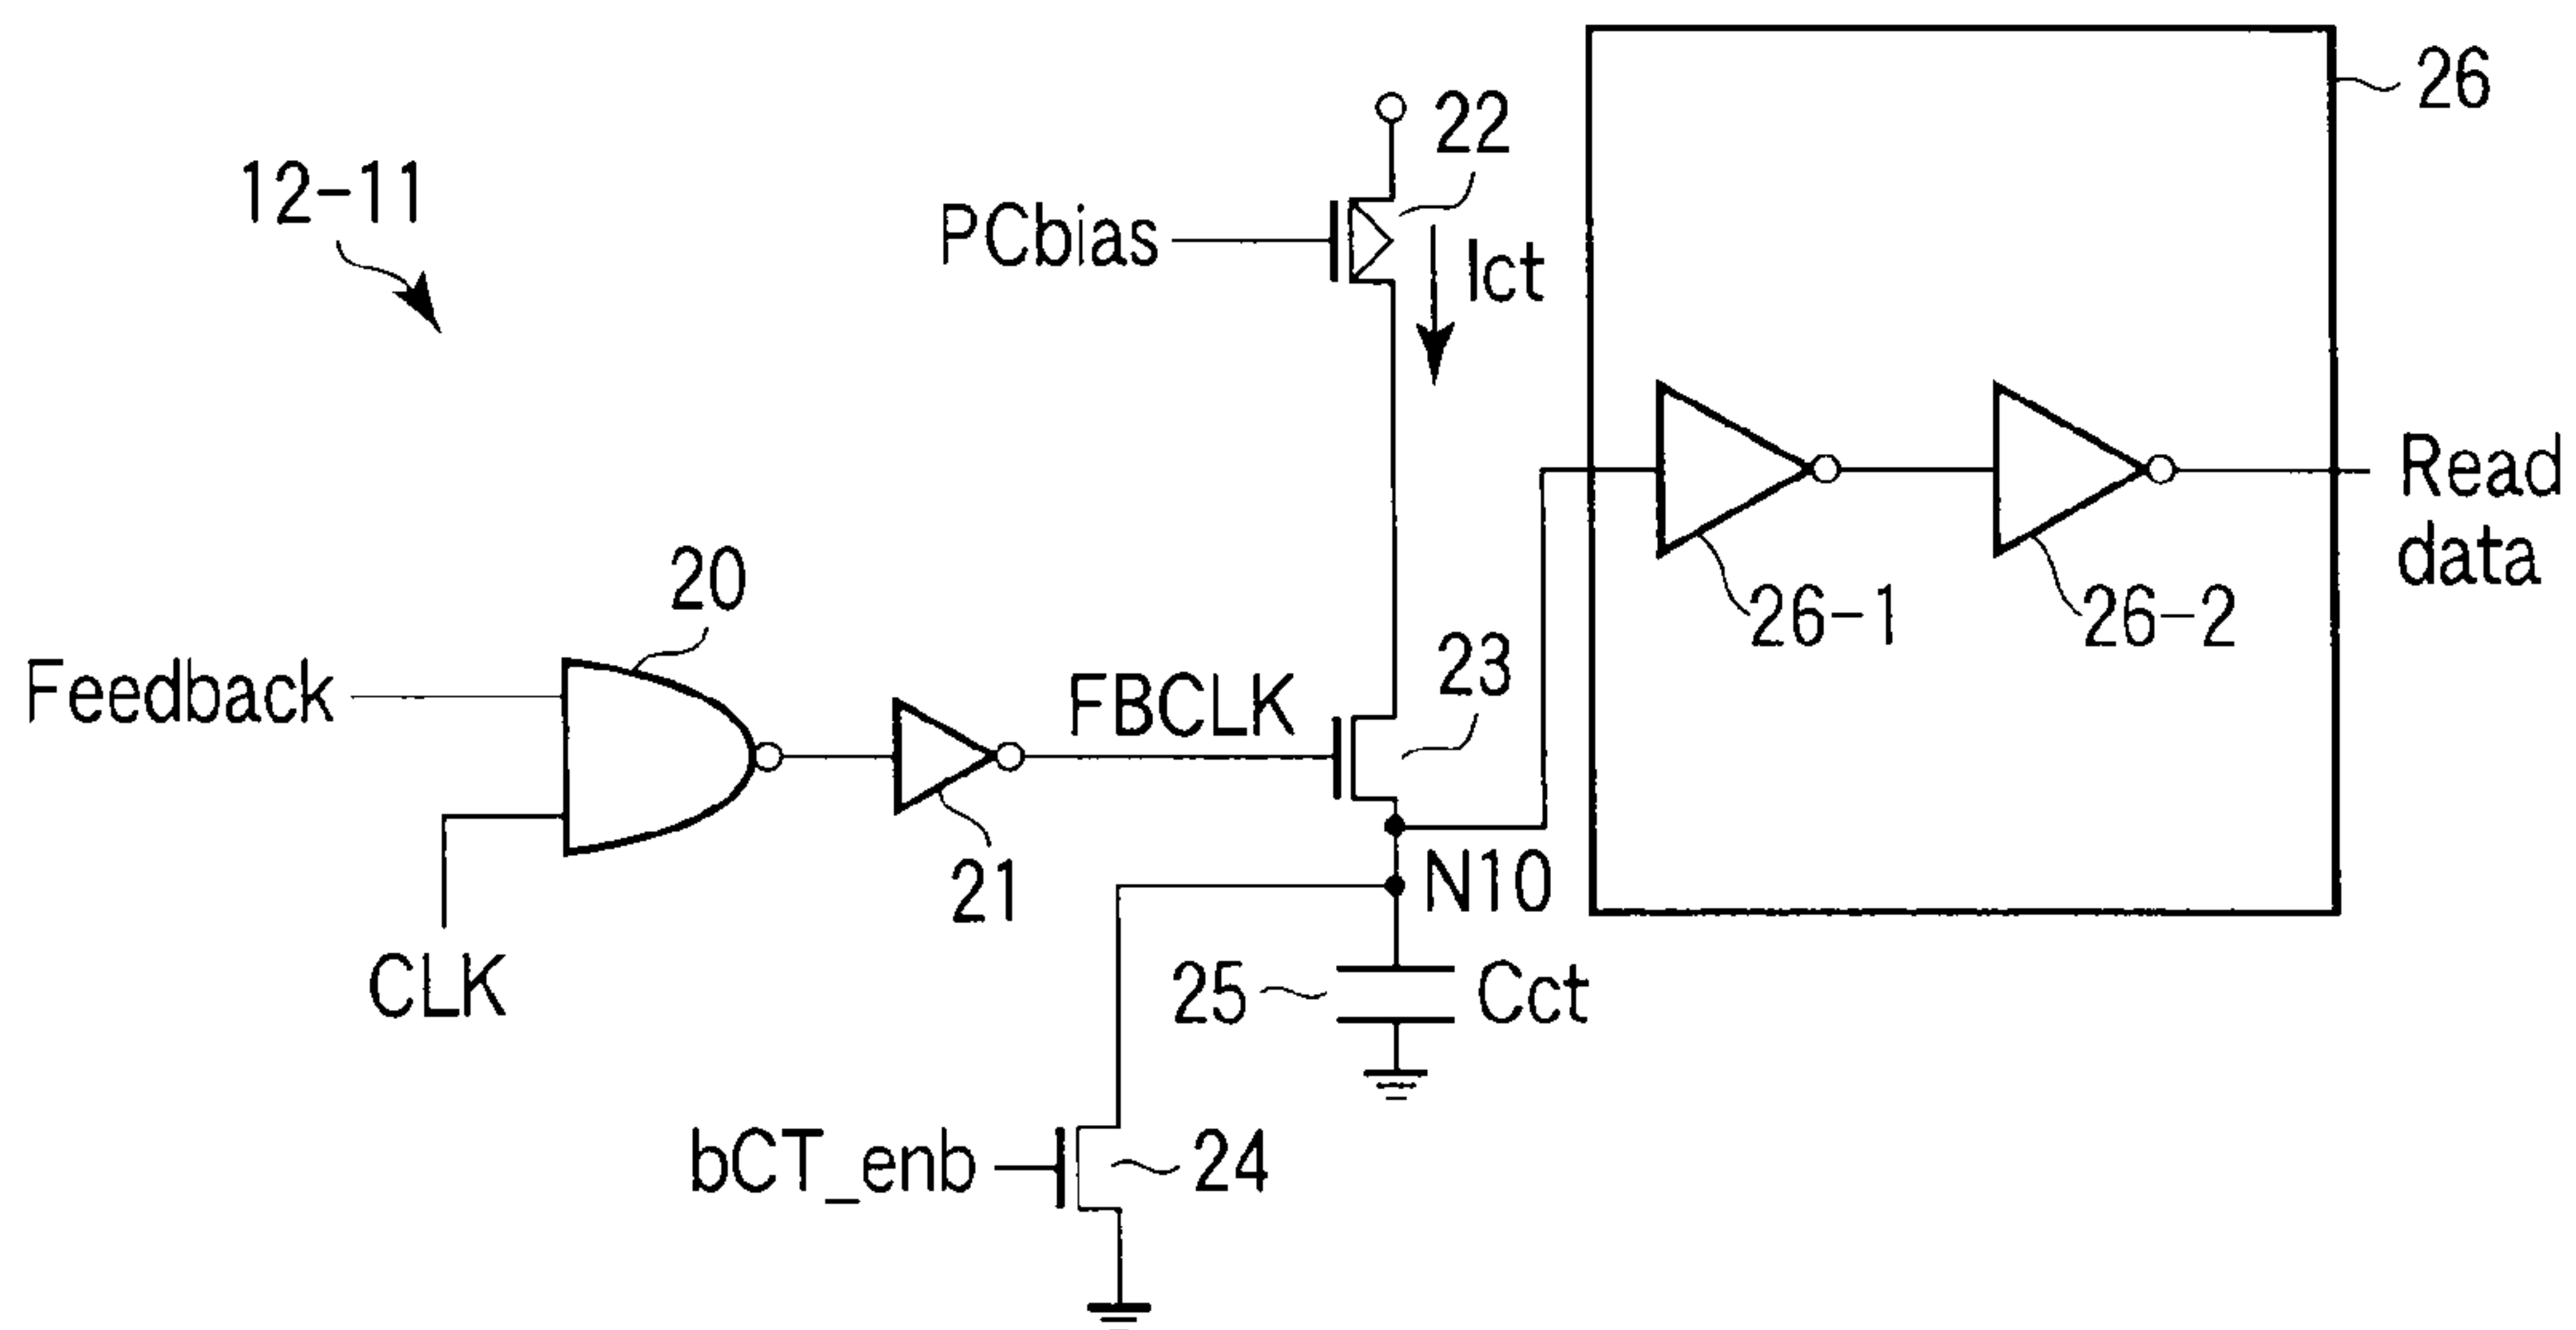 26
22
12-11
PCbias
Ict
Read
data
20
26-1
26-2
Feedback
FBCLK
23
21
N10
CLK
25
Cct
bCT_enb
24